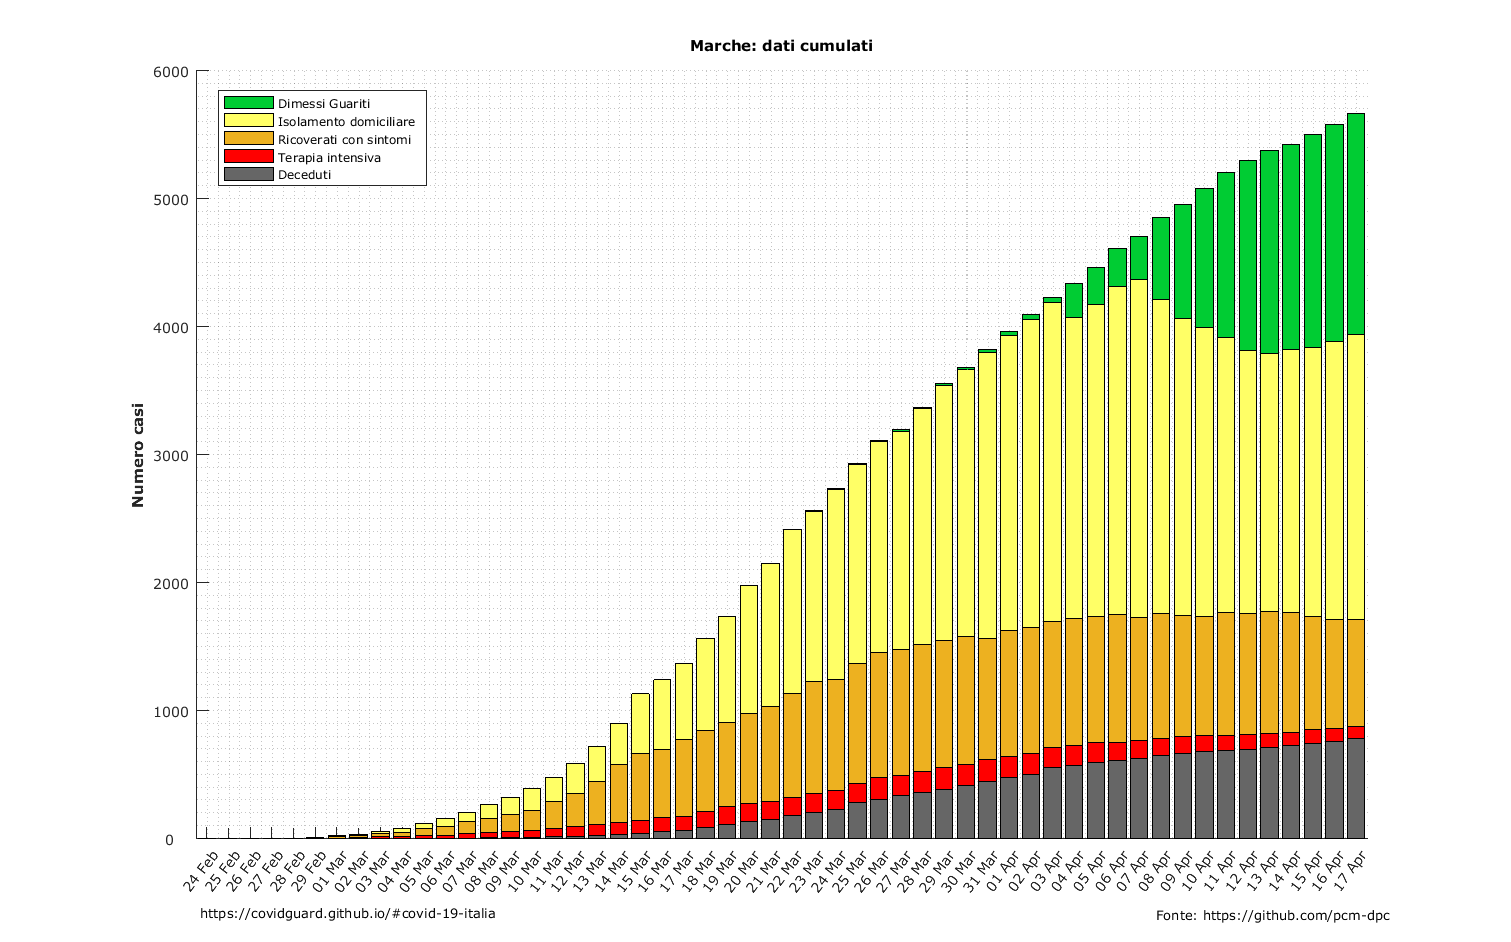 Marche: dati cumulati
6000
5000
4000
3000
2000
1000
0
Numero casi
Dimessi Guariti
Isolamento domiciliare
Ricoverati con sintomi
Terapia intensiva
Deceduti
24 Feb
25 Feb
26 Feb
27 Feb
28 Feb
29 Feb
01 Mar
02 Mar
03 Mar
04 Mar
05 Mar
06 Mar
07 Mar
08 Mar
09 Mar
10 Mar
11 Mar
12 Mar
13 Mar
14 Mar
15 Mar
16 Mar
17 Mar
18 Mar
19 Mar
20 Mar
21 Mar
22 Mar
23 Mar
24 Mar
25 Mar
26 Mar
27 Mar
28 Mar
29 Mar
30 Mar
31 Mar
01 Apr
02 Apr
03 Apr
04 Apr
05 Apr
06 Apr
07 Apr
08 Apr
09 Apr
10 Apr
11 Apr
12 Apr
13 Apr
14 Apr
15 Apr
16 Apr
17 Apr
https://covidguard.github.io/#covid-19-italia
Fonte: https://github.com/pcm-dpc